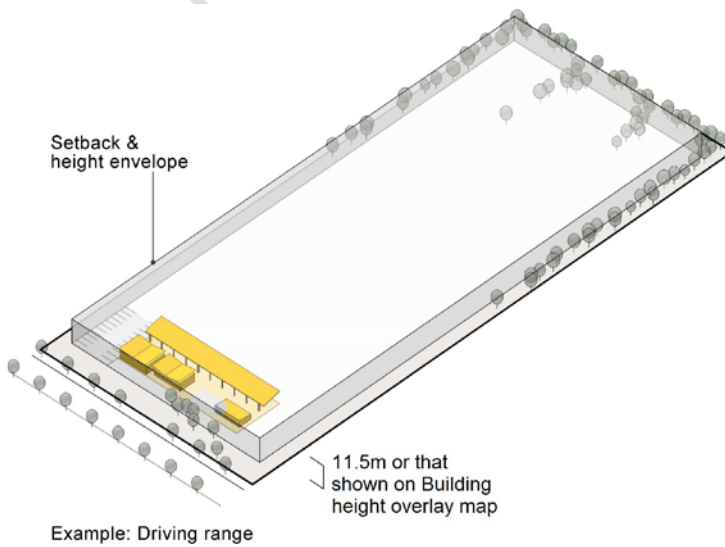 Setback &
height envelope
11.5m or that
shown on Building
height overlay map
Example: Driving range